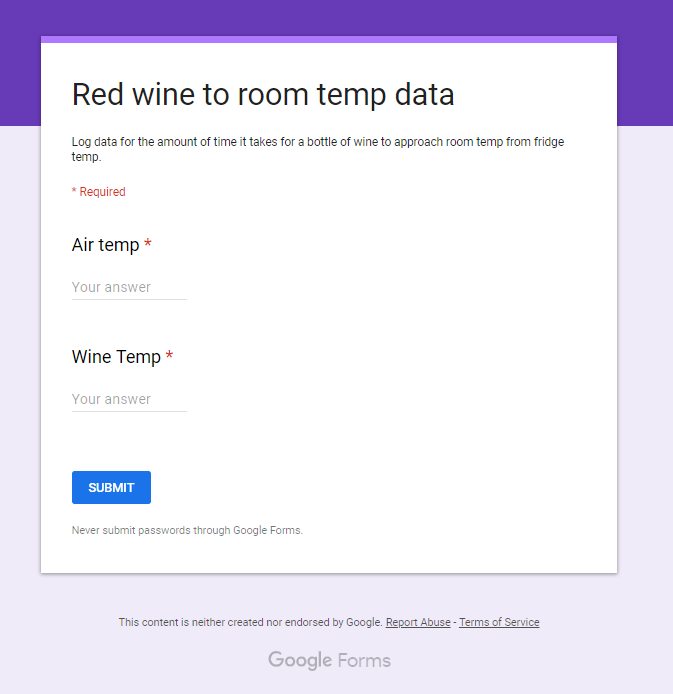 Red wine to room temp data
Log data for the amount of time it takes for a bottle of wine to approach room temp from fridge
temp.
* Required
Air temp *
Your answer
Wine Temp *
Your answer
SUBMIT
Never submit passwords through Google Forms.
This content is neither created nor endorsed by Google. Report Abuse - Terms of Service
Google Forms